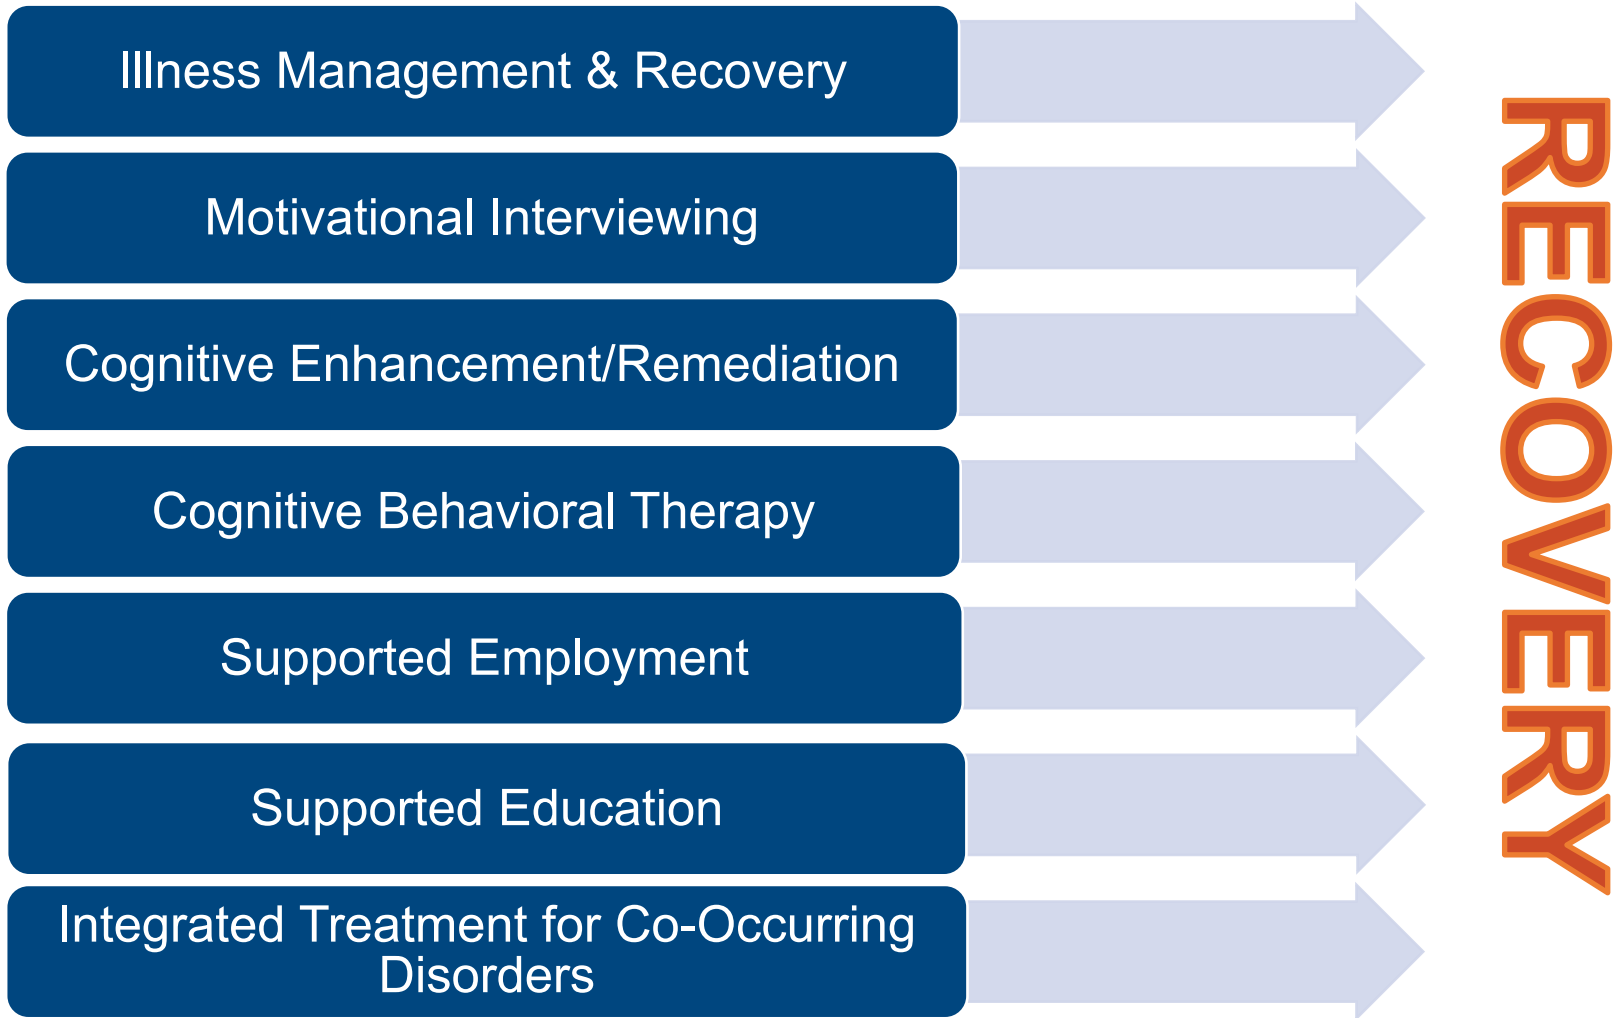 Illness Management & Recovery
Motivational Interviewing
Cognitive Enhancement/Remediation
Cognitive Behavioral Therapy
Supported Employment
Supported Education
Integrated Treatment for Co-Occurring
Disorders
RECOVERY